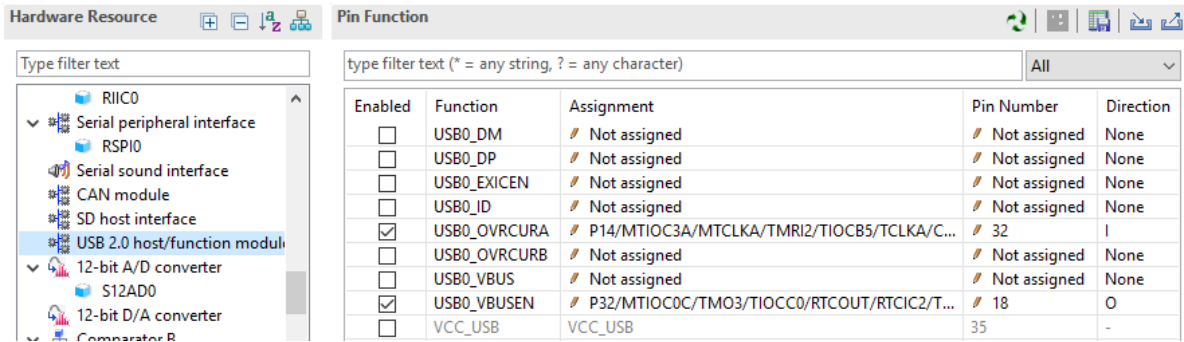 Hardware Resource
Type filter text
RIIC0
Serial peripheral interface
RSPI0
Serial sound interface
CAN module
SD host interface
USB 2.0 host/function module
12-bit A/D converter
S12AD0
12-bit D/A converter
Comparator B
Pin Function
type filter text (* = any string, ? = any character)
All
Enabled Function Assignment Pin Number Direction
USB0_DM Not assigned Not assigned None
USB0_DP Not assigned Not assigned None
USB0_EXICEN Not assigned Not assigned None
USB0_ID Not assigned Not assigned None
USB0_OVRCURA P14/MTIOC3A/MTCLKA/TMRI2/TIOCB5/TCLKA/C... 32 I
USB0_OVRCURB Not assigned Not assigned None
USB0_VBUS Not assigned Not assigned None
USB0_VBUSEN P32/MTIOC0C/TMO3/TIOCC0/RTCOUT/RTCIC2/T... 18 O
VCC_USB VCC_USB 35 -